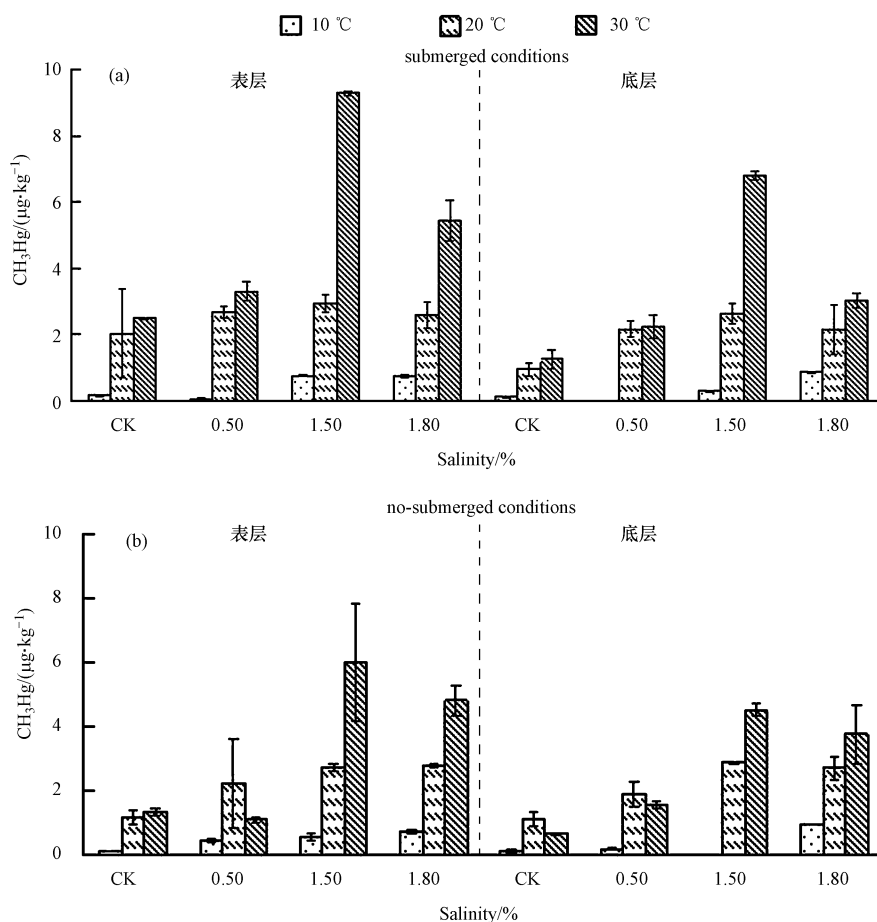 10 ℃ 20 ℃ 30 ℃
submerged conditions
(a) 表层 底层
10
8
6
4
2
0
CH₃Hg/(μg·kg⁻¹)
CK 0.50 1.50 1.80 CK 0.50 1.50 1.80
Salinity/%
no-submerged conditions
(b) 表层 底层
10
8
6
4
2
0
CH₃Hg/(μg·kg⁻¹)
CK 0.50 1.50 1.80 CK 0.50 1.50 1.80
Salinity/%